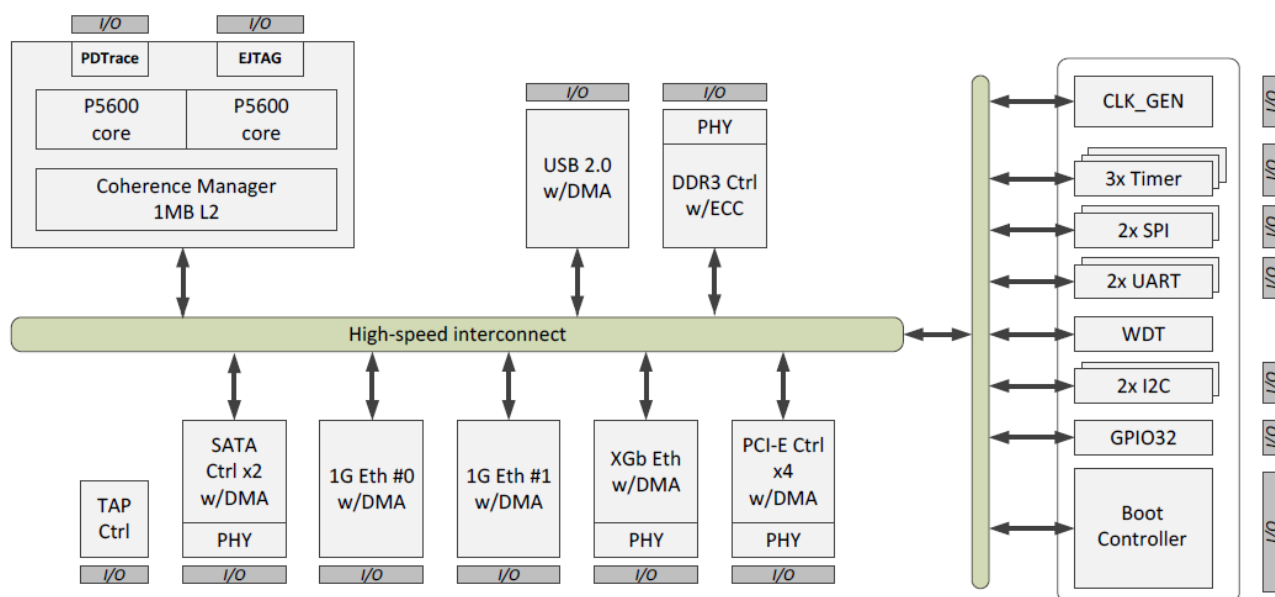 I/O
I/O
PDTrace
EJTAG
P5600
core
P5600
core
Coherence Manager
1MB L2
I/O
USB 2.0
w/DMA
I/O
PHY
DDR3 Ctrl
w/ECC
High-speed interconnect
TAP
Ctrl
I/O
SATA
Ctrl x2
w/DMA
PHY
I/O
1G Eth #0
w/DMA
I/O
1G Eth #1
w/DMA
I/O
XGb Eth
w/DMA
PHY
I/O
PCI-E Ctrl
x4
w/DMA
PHY
I/O
CLK_GEN
I/O
3x Timer
I/O
2x SPI
I/O
2x UART
I/O
WDT
2x I2C
I/O
GPIO32
I/O
Boot
Controller
I/O